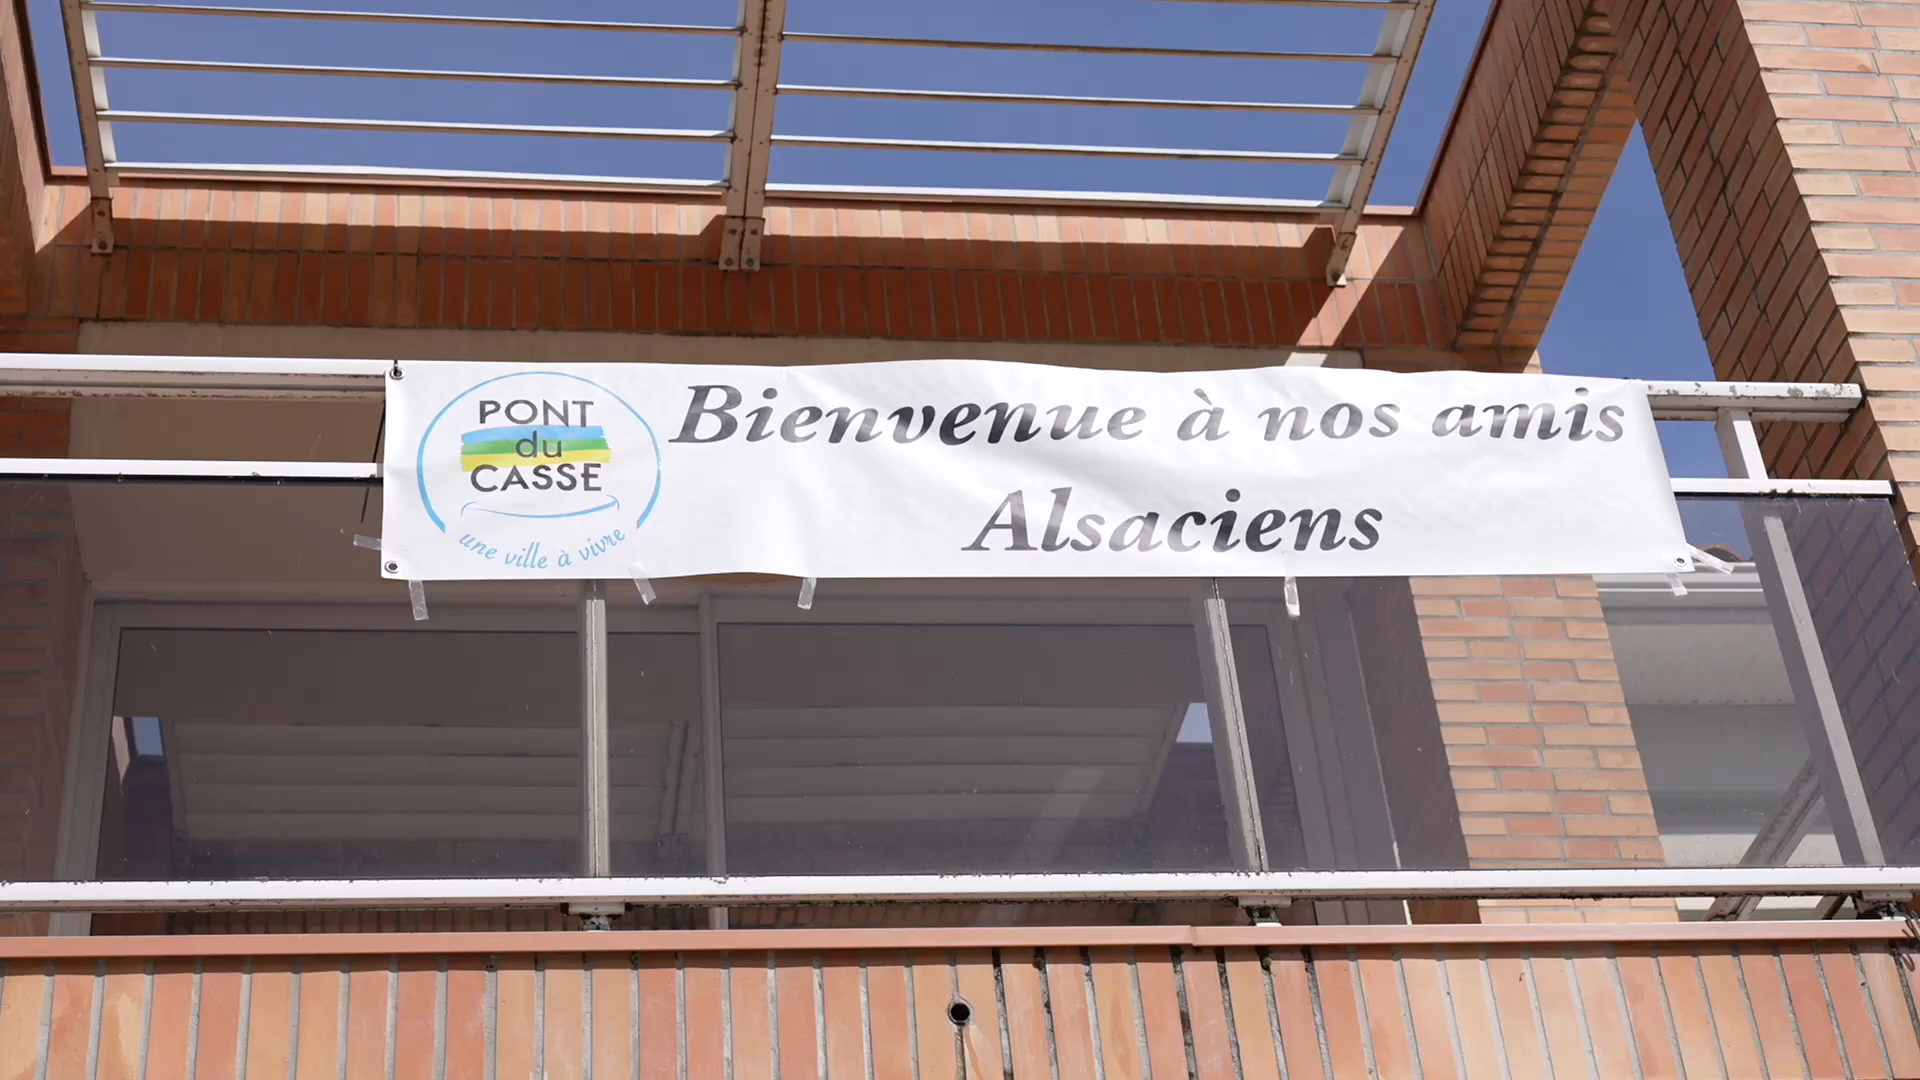 PONT
du
CASSE
une ville à vivre
Bienvenue à nos amis
Alsaciens